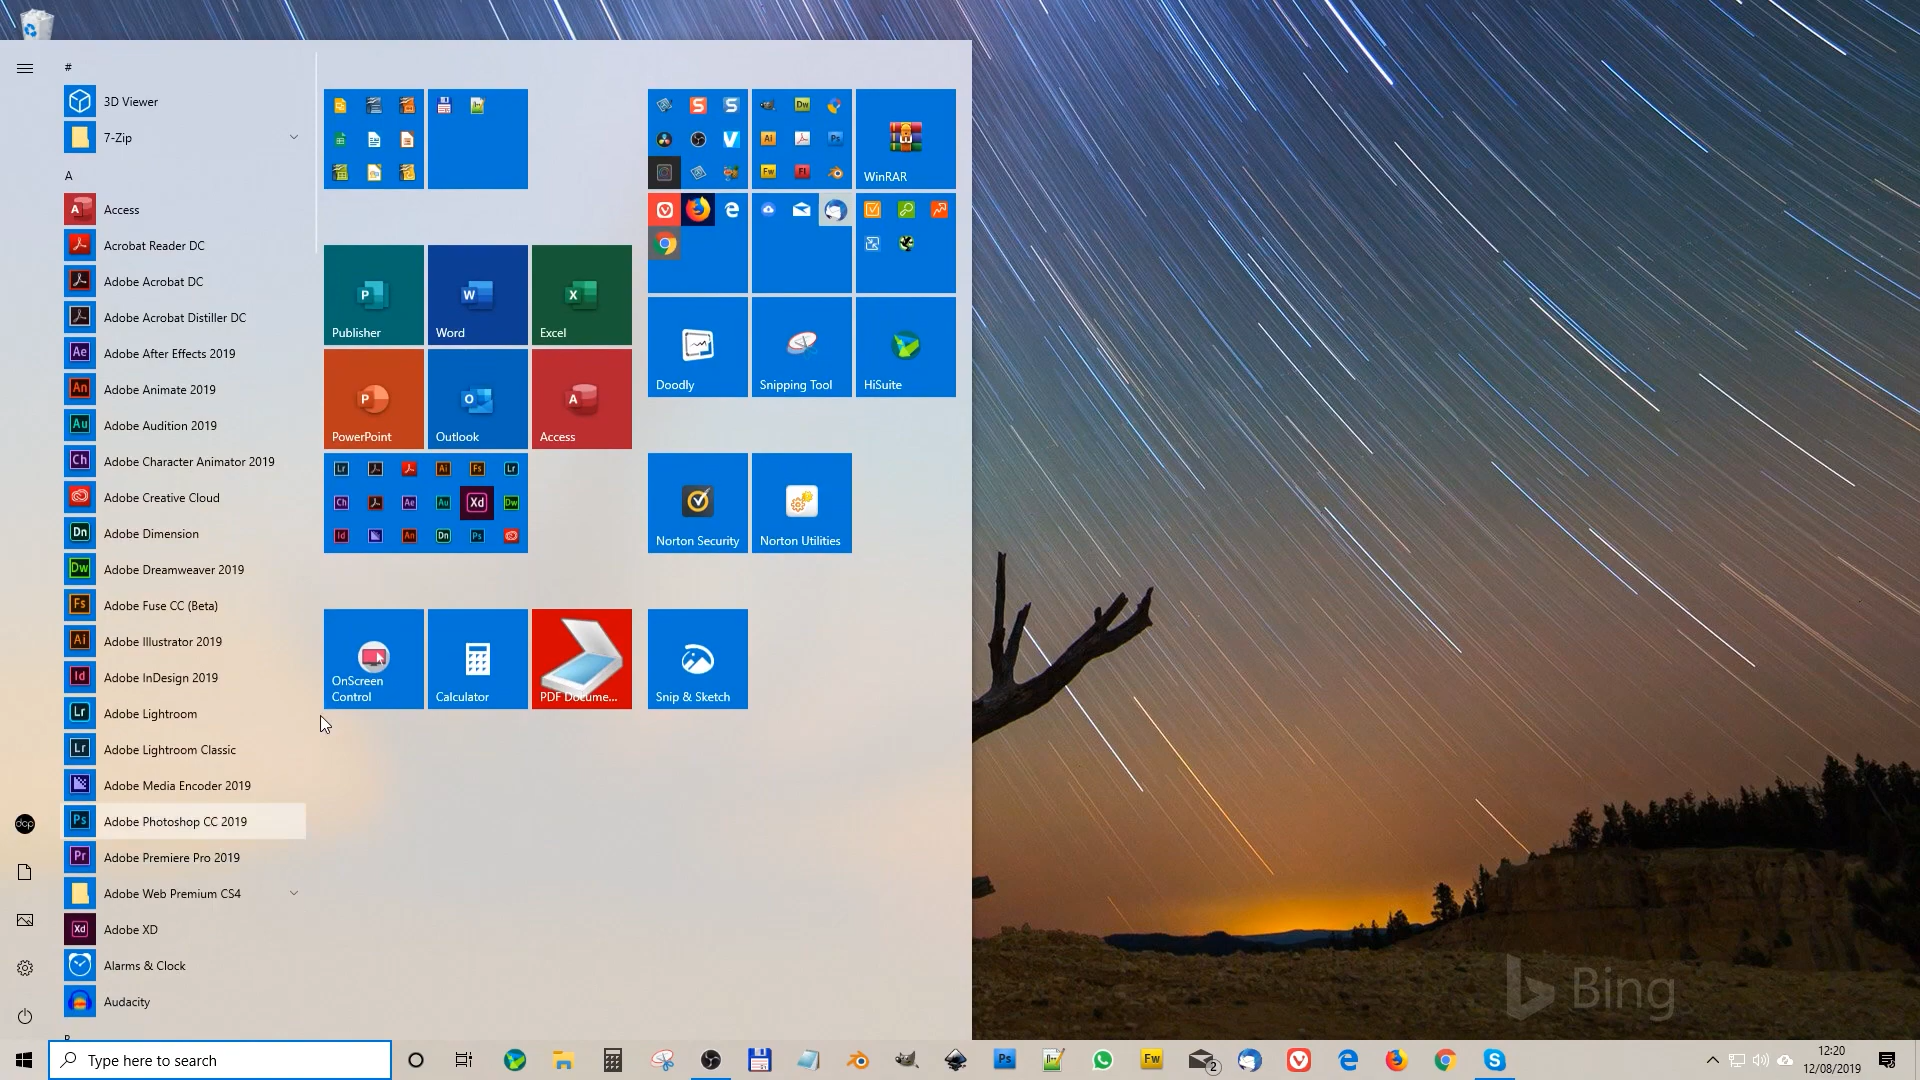 #
3D Viewer
7-Zip
A
Access
Acrobat Reader DC
Adobe Acrobat DC
Adobe Acrobat Distiller DC
Adobe After Effects 2019
Adobe Animate 2019
Adobe Audition 2019
Adobe Character Animator 2019
Adobe Creative Cloud
Adobe Dimension
Adobe Dreamweaver 2019
Adobe Fuse CC (Beta)
Adobe Illustrator 2019
Adobe InDesign 2019
Adobe Lightroom
Adobe Lightroom Classic
Adobe Media Encoder 2019
Adobe Photoshop CC 2019
Adobe Premiere Pro 2019
Adobe Web Premium CS4
Adobe XD
Alarms & Clock
Audacity
WinRAR
Publisher
Word
Excel
Doodly
Snipping Tool
HiSuite
PowerPoint
Outlook
Access
Norton Security
Norton Utilities
OnScreen
Control
Calculator
PDF Docume...
Snip & Sketch
Bing
Type here to search
2
12:20
12/08/2019